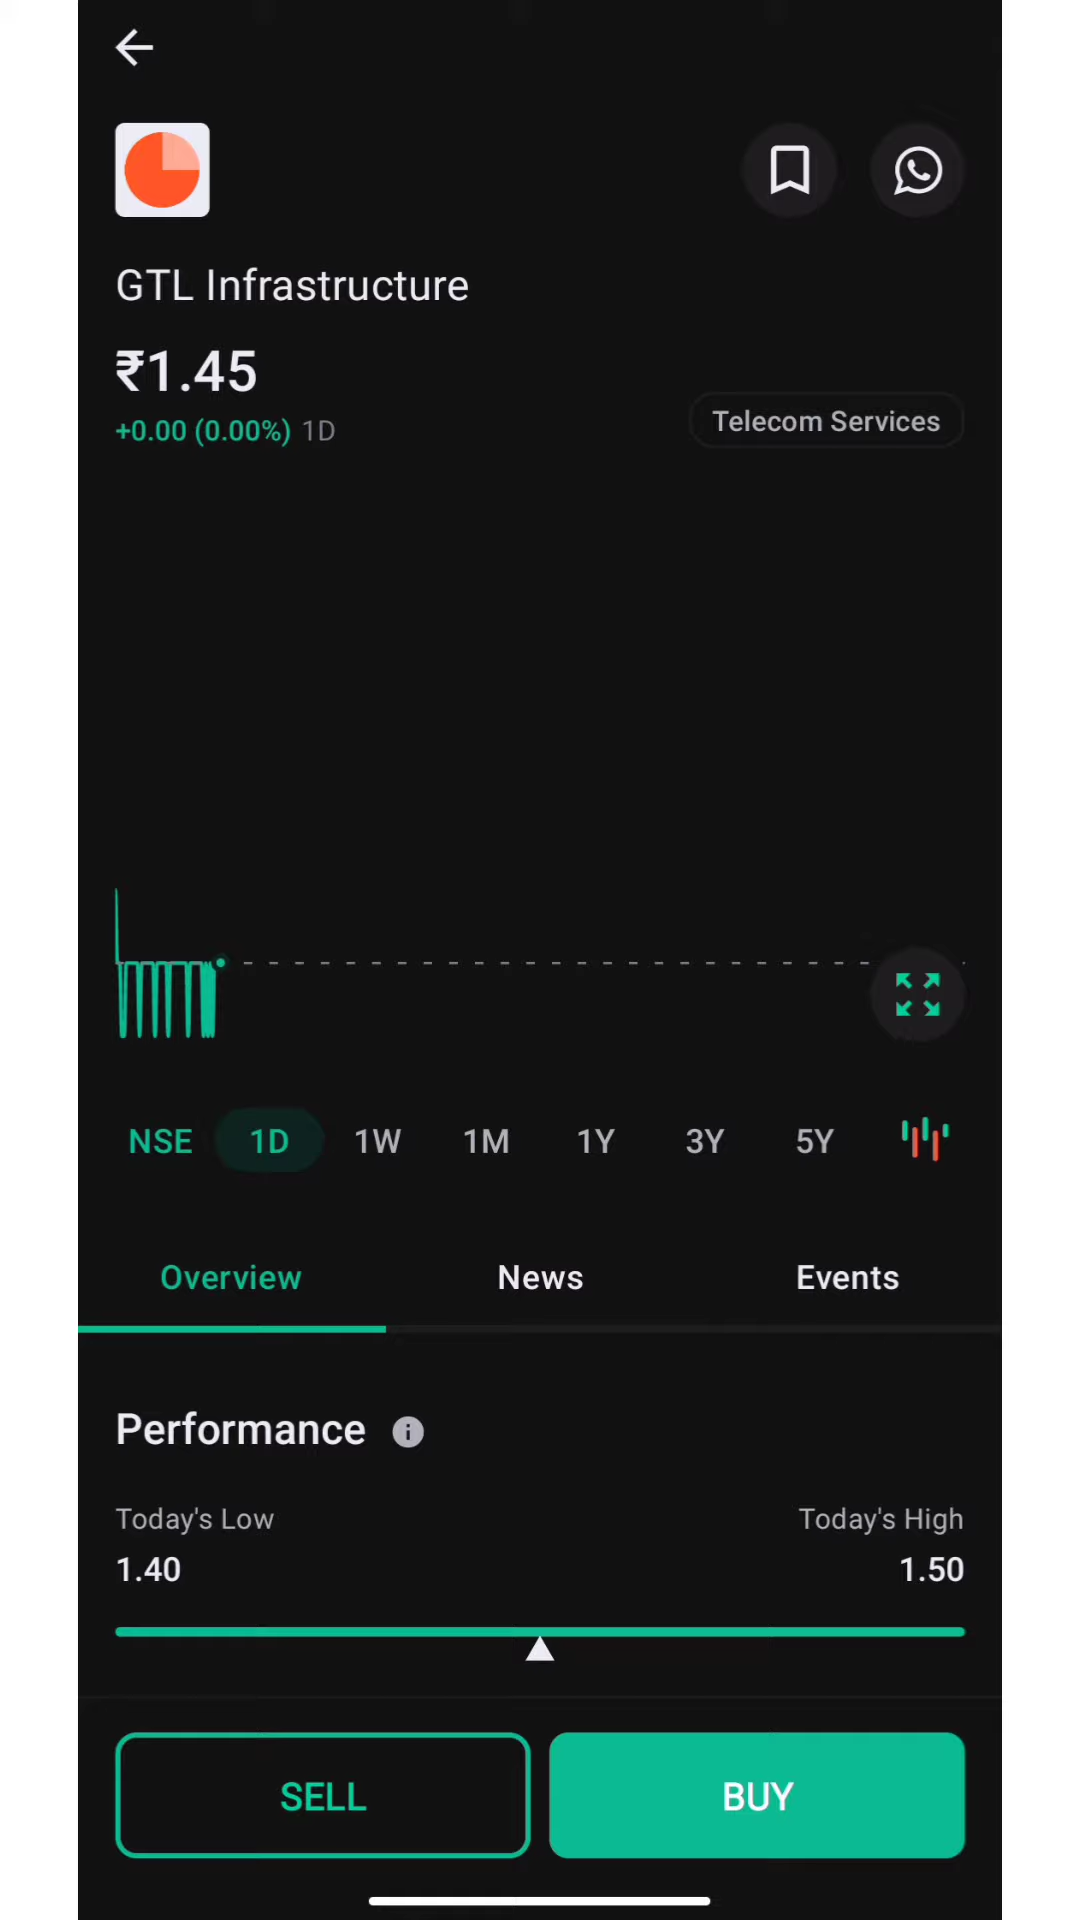 GTL Infrastructure
₹1.45
+0.00 (0.00%) 1D
Telecom Services
NSE 1D 1W 1M 1Y 3Y 5Y
Overview News Events
Performance
Today's Low Today's High
1.40 1.50
SELL BUY